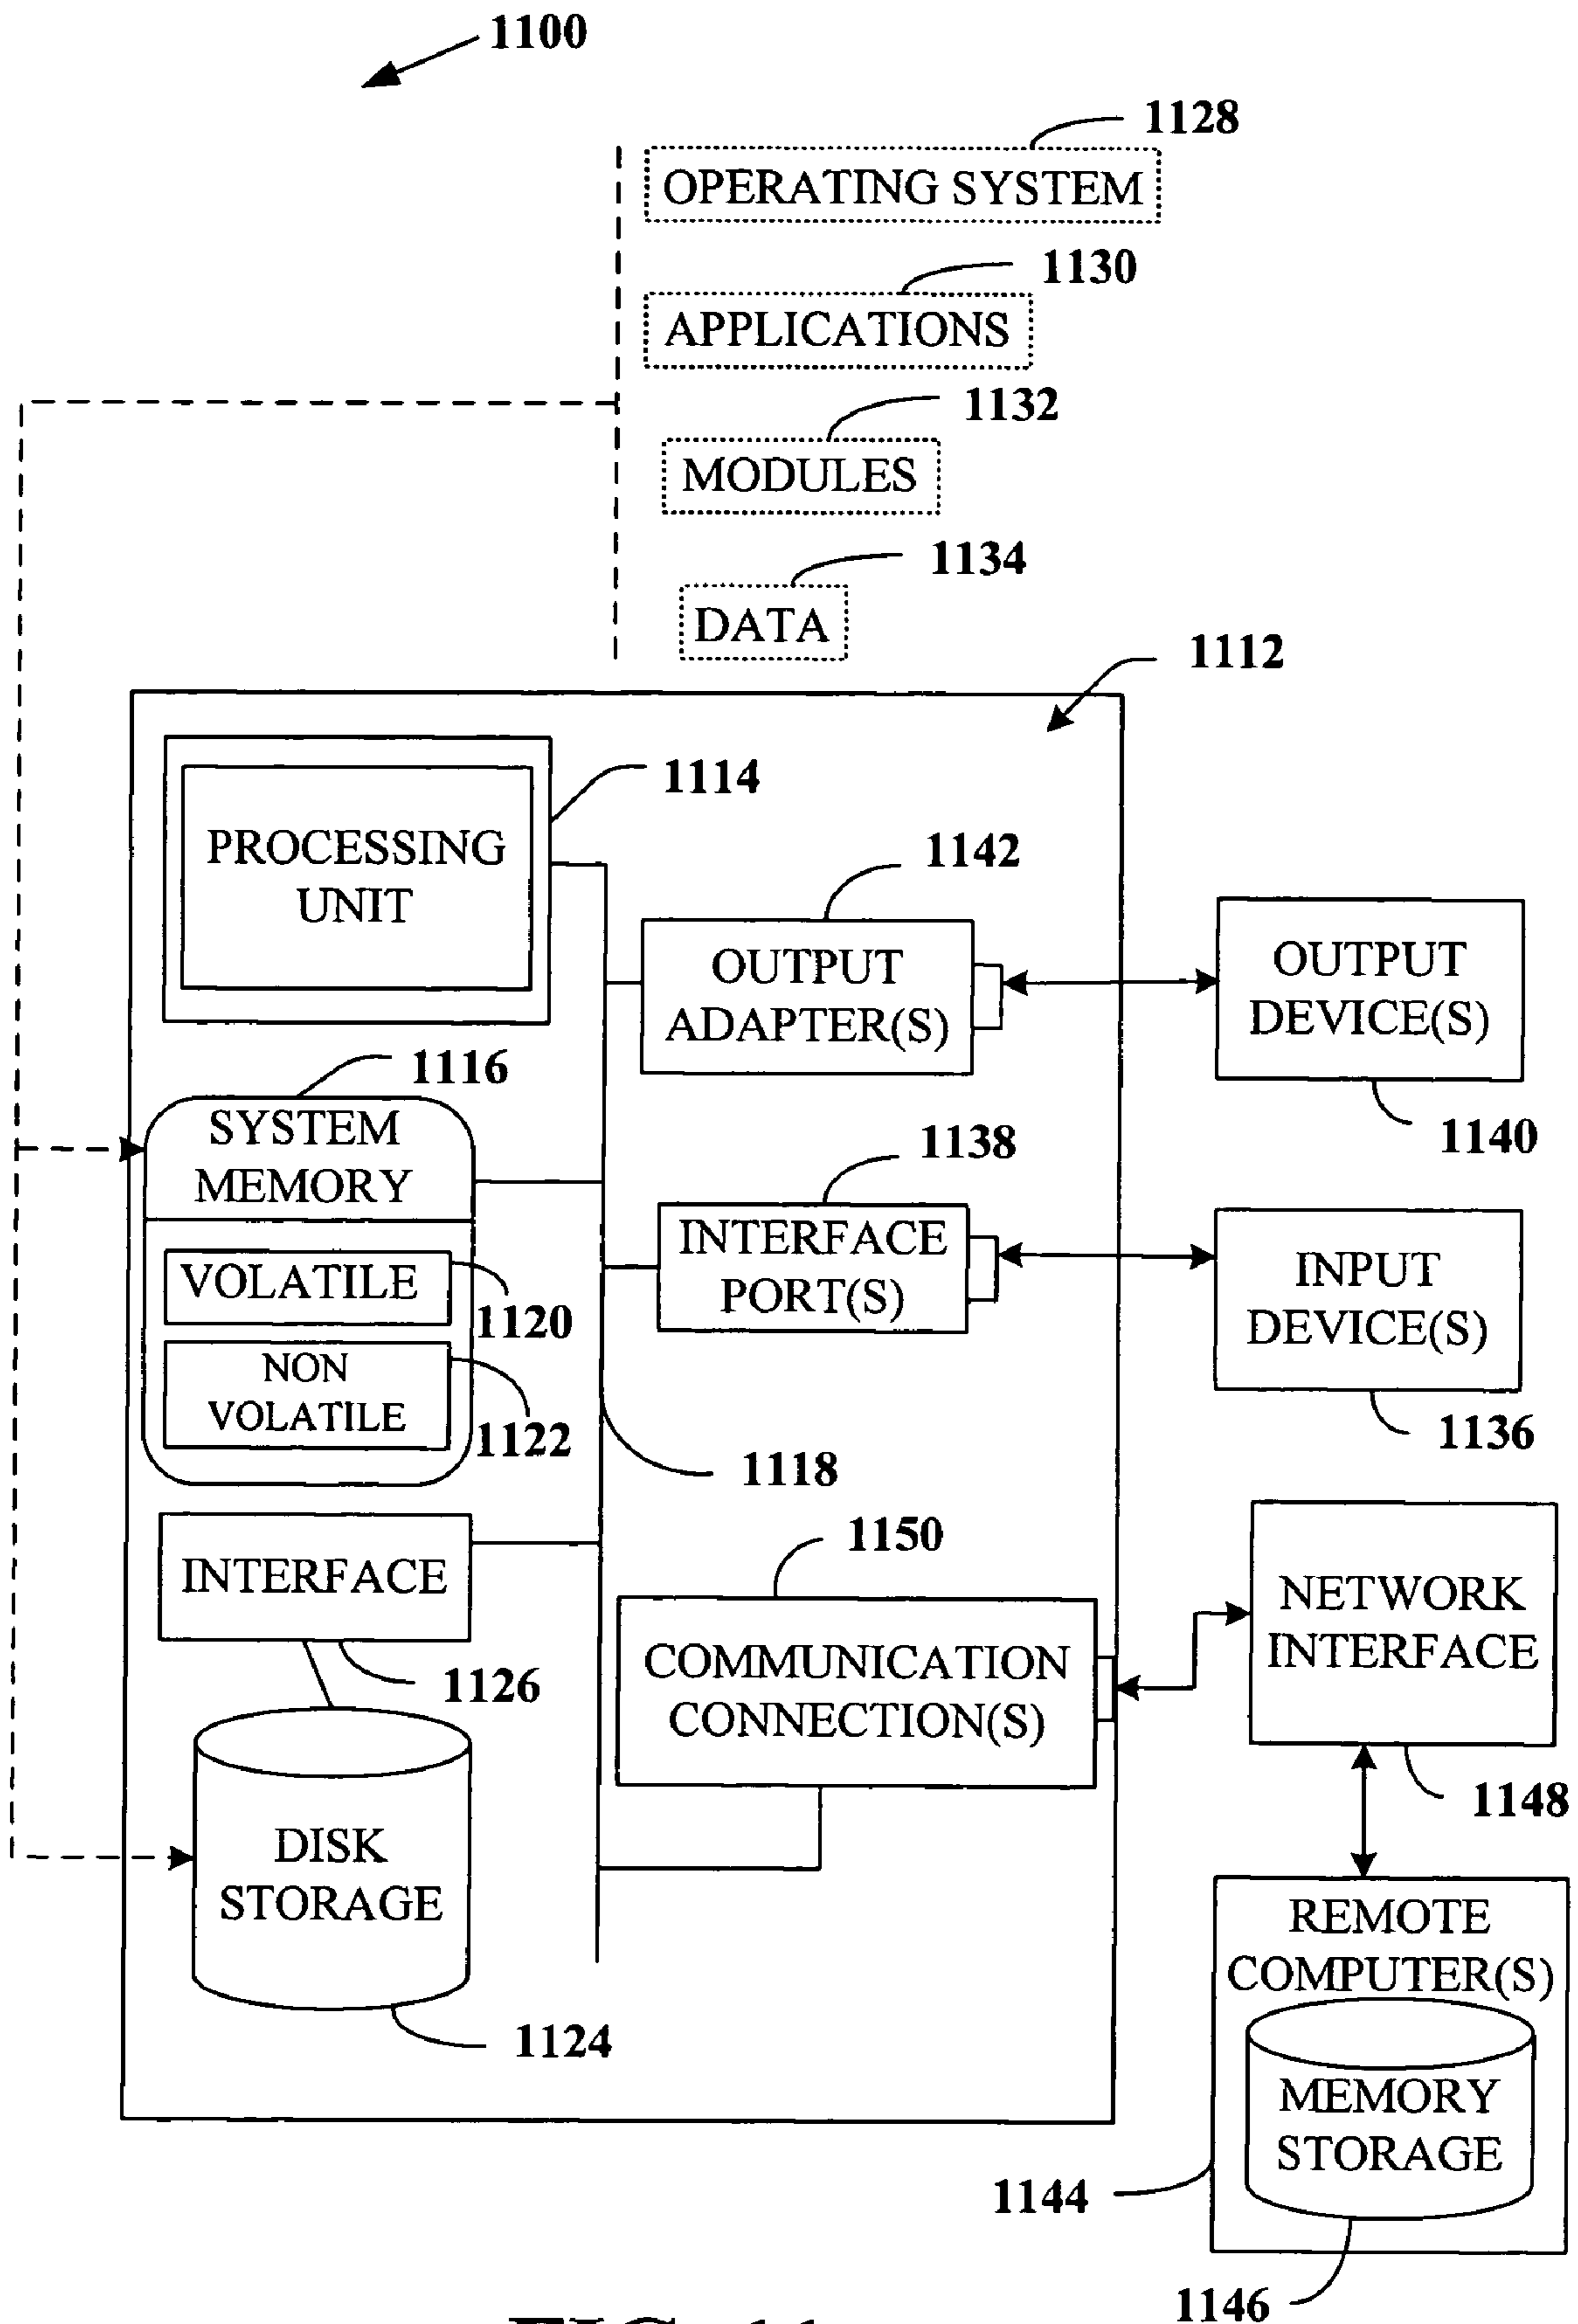 1100
1128
OPERATING SYSTEM
1130
APPLICATIONS
1132
MODULES
1134
DATA
1112
PROCESSING
UNIT
1114
1142
OUTPUT
ADAPTER(S)
OUTPUT
DEVICE(S)
1140
1116
SYSTEM
MEMORY
VOLATILE
1120
NON
VOLATILE
1122
1138
INTERFACE
PORT(S)
INPUT
DEVICE(S)
1136
1118
INTERFACE
1126
1150
COMMUNICATION
CONNECTION(S)
NETWORK
INTERFACE
1148
DISK
STORAGE
1124
REMOTE
COMPUTER(S)
MEMORY
STORAGE
1144
1146